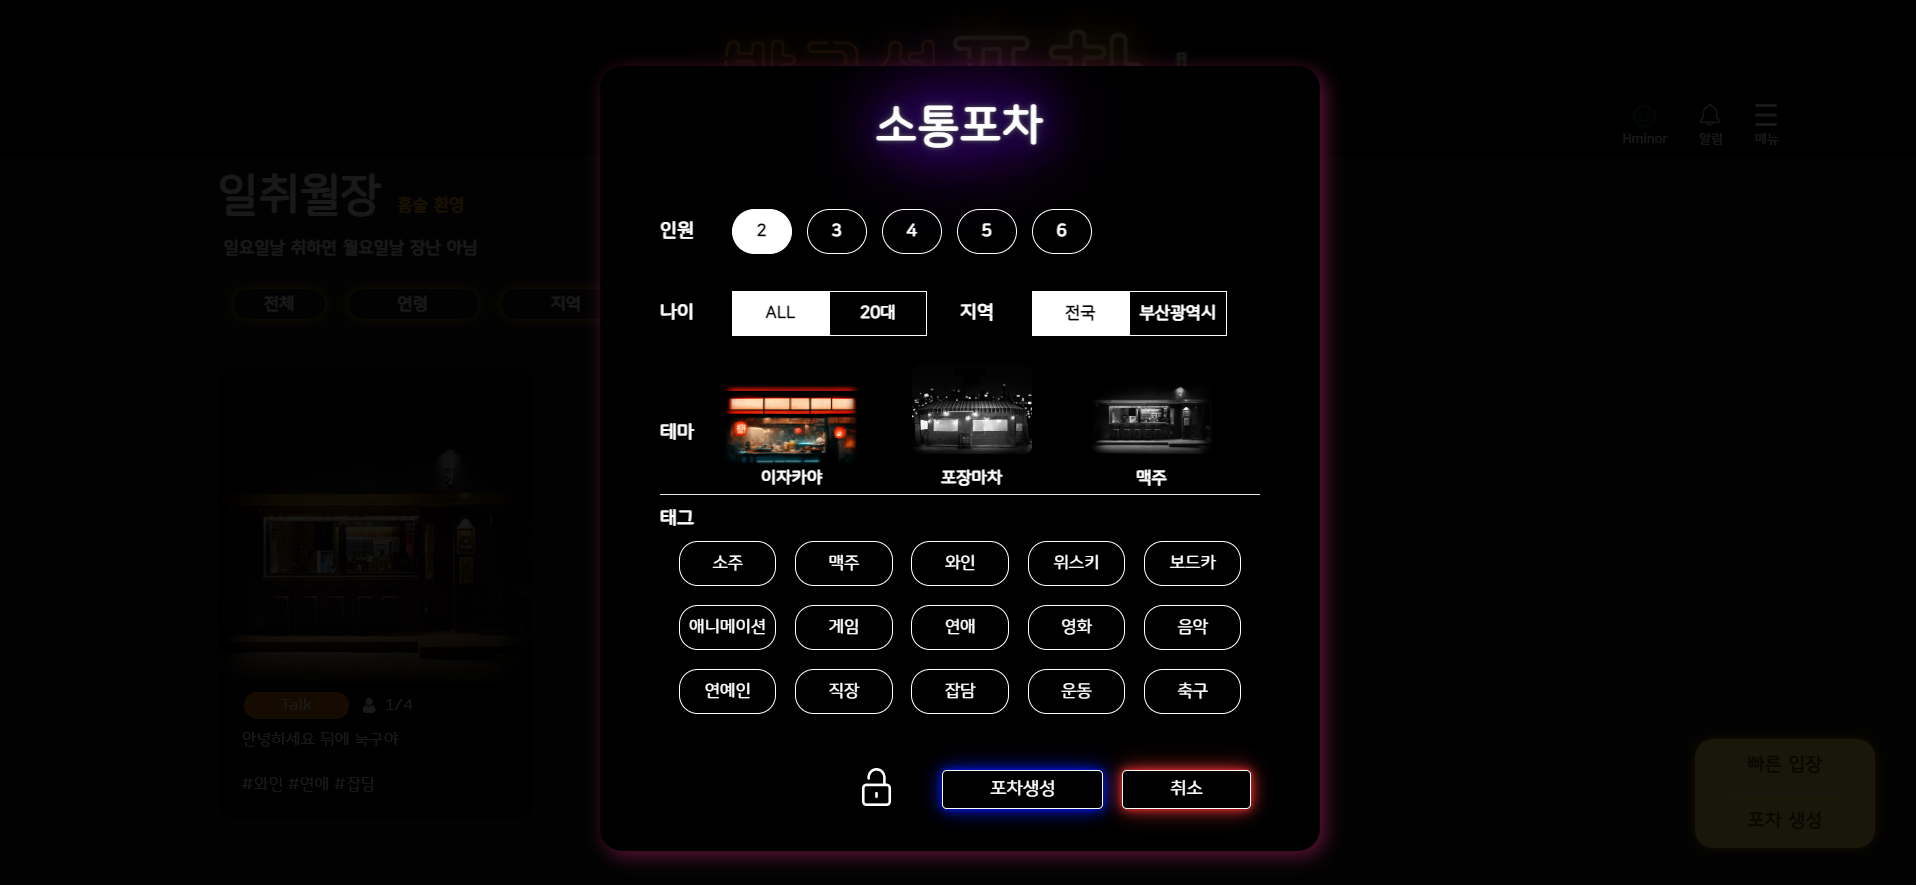 방구석포차
Hminor
알림
메뉴
일취월장 홈술 환영
일요일날 취하면 월요일날 장난 아님
전체
연령
지역
Talk
1/4
안녕하세요 뒤에 눅구야
#와인 #연애 #잡담
소통포차
인원
2
3
4
5
6
나이
ALL
20대
지역
전국
부산광역시
테마
이자카야
포장마차
맥주
태그
소주
맥주
와인
위스키
보드카
애니메이션
게임
연애
영화
음악
연예인
직장
잡담
운동
축구
포차생성
취소
빠른 입장
포차 생성